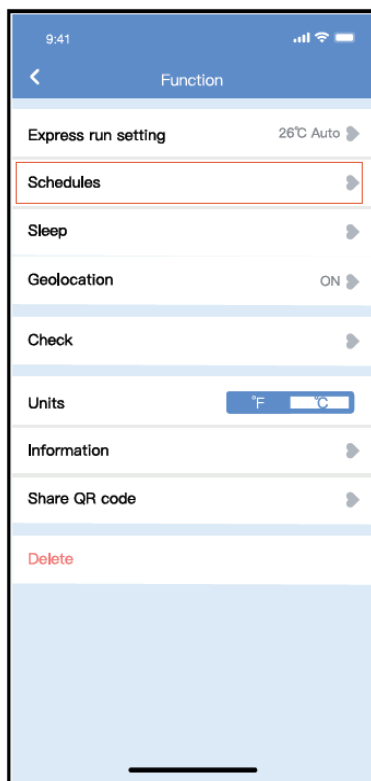 9:41
Function
Express run setting 26°C Auto
Schedules
Sleep
Geolocation ON
Check
Units °F °C
Information
Share QR code
Delete